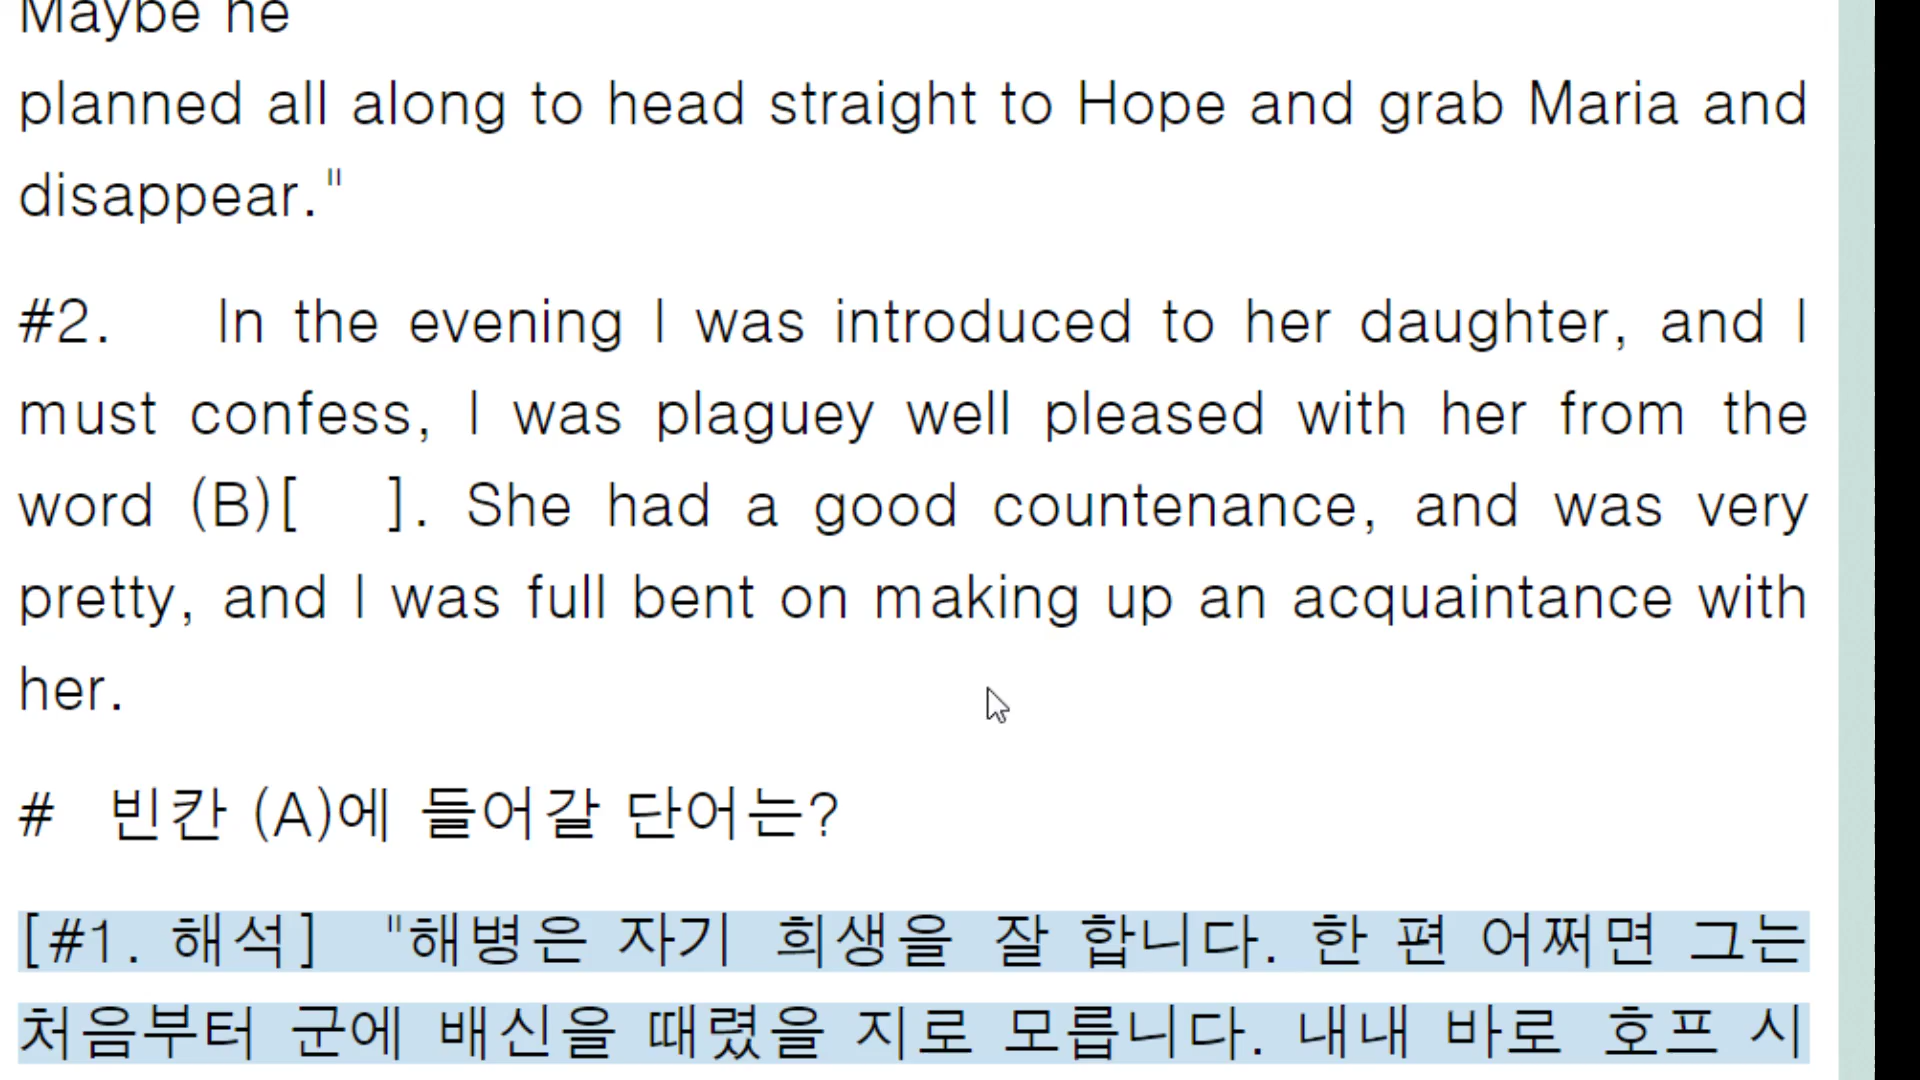 Maybe he
planned all along to head straight to Hope and grab Maria and
disappear."
#2. In the evening I was introduced to her daughter, and I
must confess, I was plaguey well pleased with her from the
word (B)[ ]. She had a good countenance, and was very
pretty, and I was full bent on making up an acquaintance with
her.
# 빈칸 (A)에 들어갈 단어는?
[#1. 해석] "해병은 자기 희생을 잘 합니다. 한 편 어쩌면 그는
처음부터 군에 배신을 때렸을 지로 모릅니다. 내내 바로 호프 시